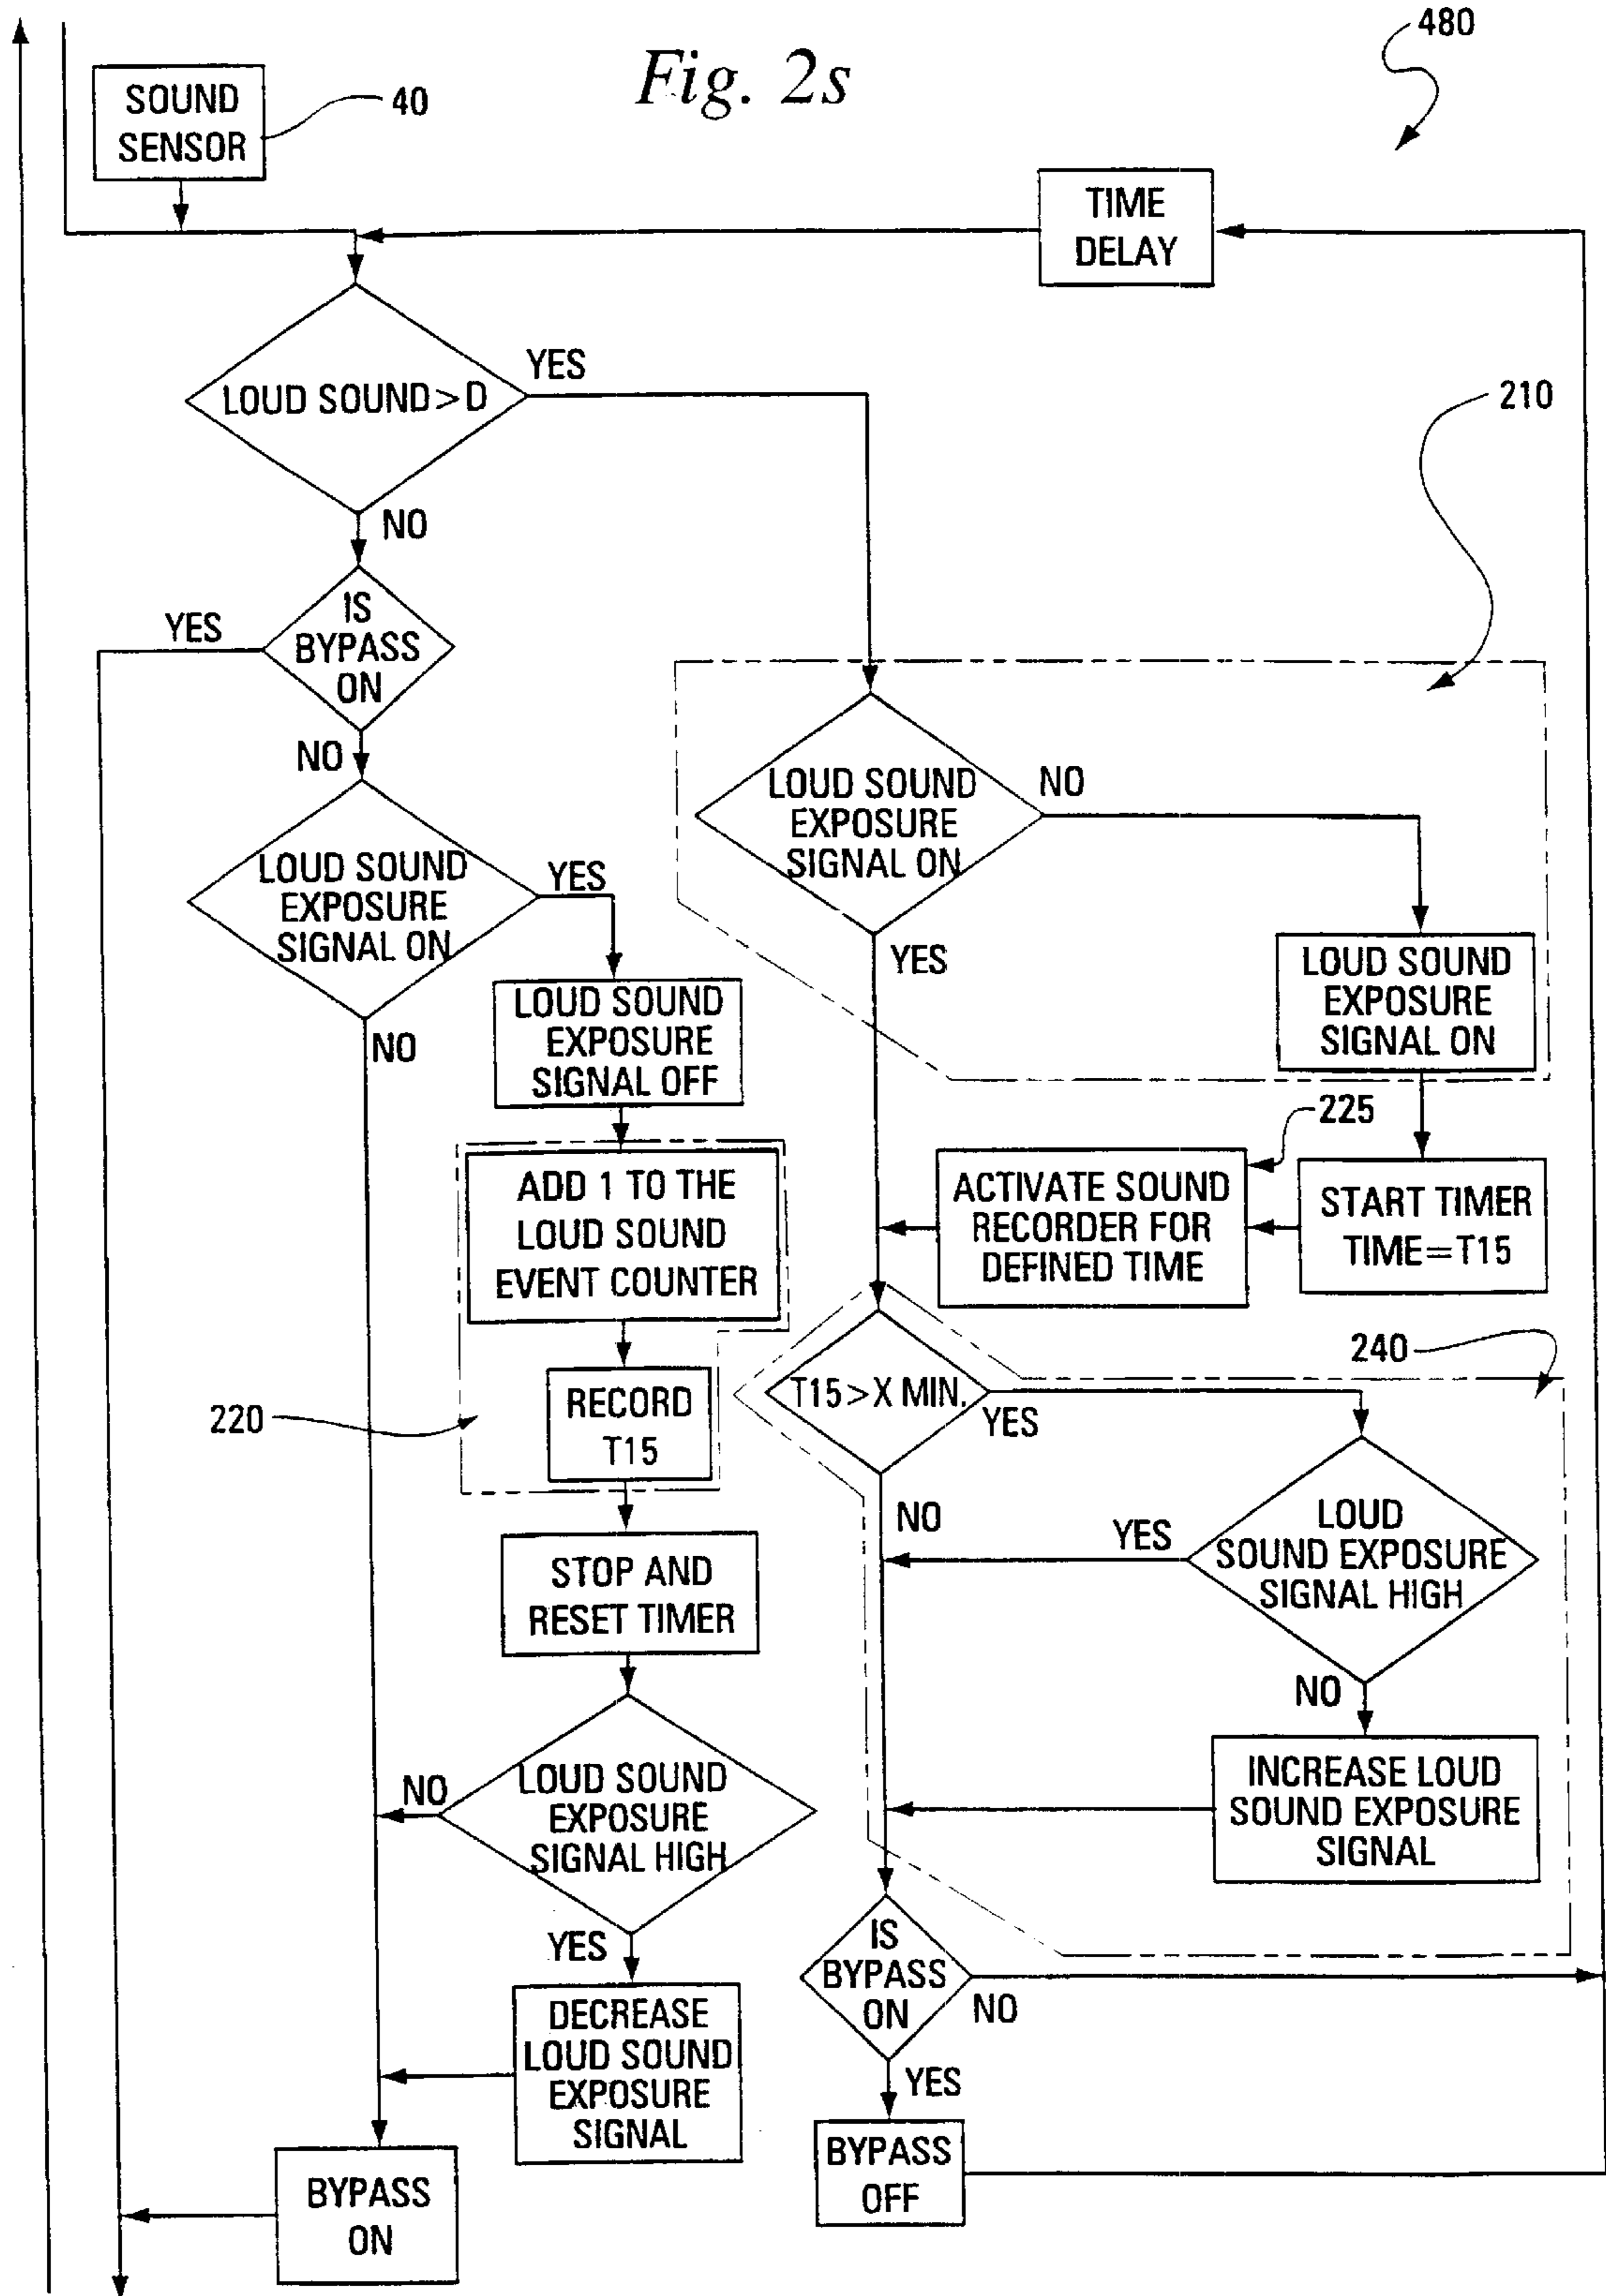 480
Fig. 2s
SOUND
SENSOR
40
TIME
DELAY
LOUD SOUND>D
YES
210
NO
IS
BYPASS
ON
YES
NO
LOUD SOUND
EXPOSURE
SIGNAL ON
NO
YES
LOUD SOUND
EXPOSURE
SIGNAL ON
YES
NO
LOUD SOUND
EXPOSURE
SIGNAL ON
LOUD SOUND
EXPOSURE
SIGNAL OFF
225
ADD 1 TO THE
LOUD SOUND
EVENT COUNTER
ACTIVATE SOUND
RECORDER FOR
DEFINED TIME
START TIMER
TIME=T15
240
T15>X MIN.
YES
NO
220
RECORD
T15
LOUD
SOUND EXPOSURE
SIGNAL HIGH
YES
NO
STOP AND
RESET TIMER
INCREASE LOUD
SOUND EXPOSURE
SIGNAL
LOUD SOUND
EXPOSURE
SIGNAL HIGH
NO
YES
IS
BYPASS
ON
NO
YES
DECREASE
LOUD SOUND
EXPOSURE
SIGNAL
BYPASS
OFF
BYPASS
ON